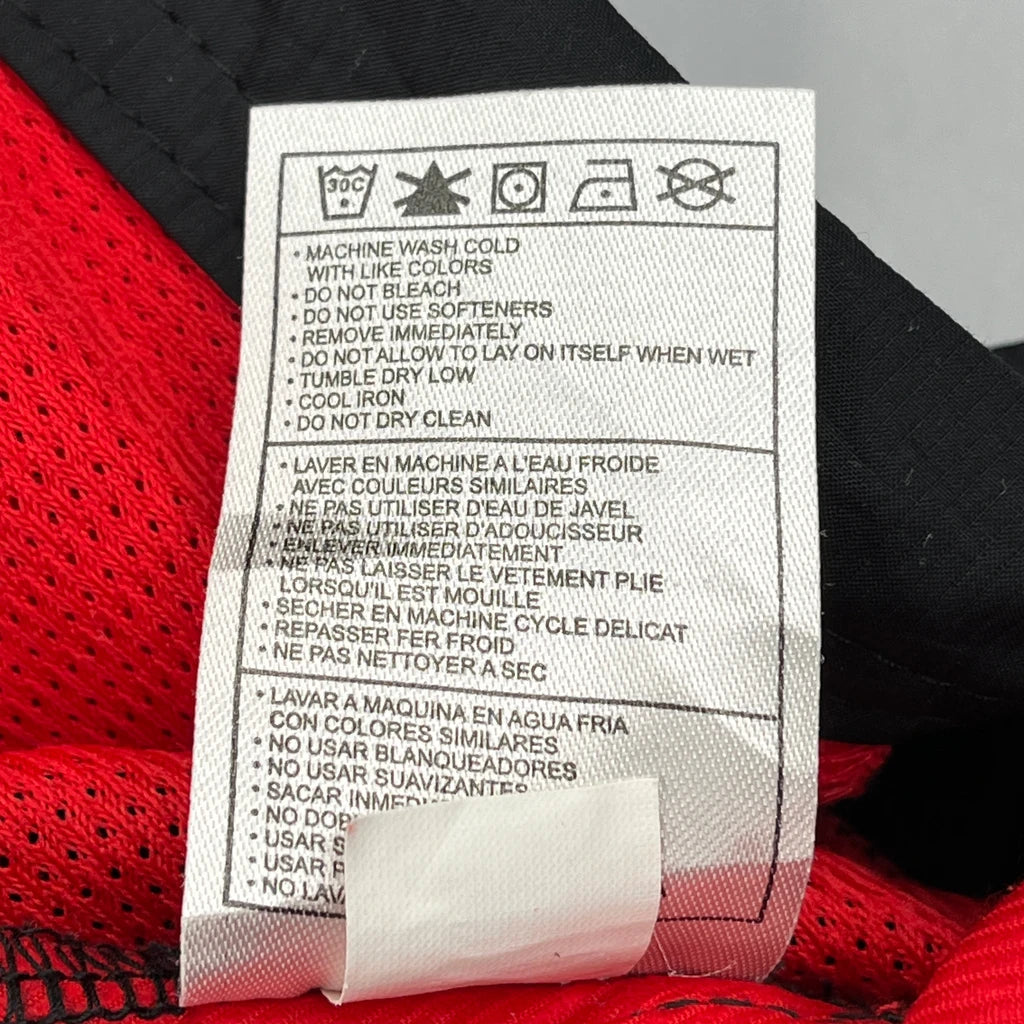 30C
• MACHINE WASH COLD
WITH LIKE COLORS
• DO NOT BLEACH
• DO NOT USE SOFTENERS
• REMOVE IMMEDIATELY
• DO NOT ALLOW TO LAY ON ITSELF WHEN WET
• TUMBLE DRY LOW
• COOL IRON
• DO NOT DRY CLEAN
• LAVER EN MACHINE A L'EAU FROIDE
AVEC COULEURS SIMILAIRES
• NE PAS UTILISER D'EAU DE JAVEL
• NE PAS UTILISER D'ADOUCISSEUR
• ENLEVER IMMEDIATEMENT
• NE PAS LAISSER LE VETEMENT PLIE
LORSQU'IL EST MOUILLE
• SECHER EN MACHINE CYCLE DELICAT
• REPASSER FER FROID
• NE PAS NETTOYER A SEC
• LAVAR A MAQUINA EN AGUA FRIA
CON COLORES SIMILARES
• NO USAR BLANQUEADORES
• NO USAR SUAVIZANTES
• SACAR
• NO
• USAR
• USAR
• NO